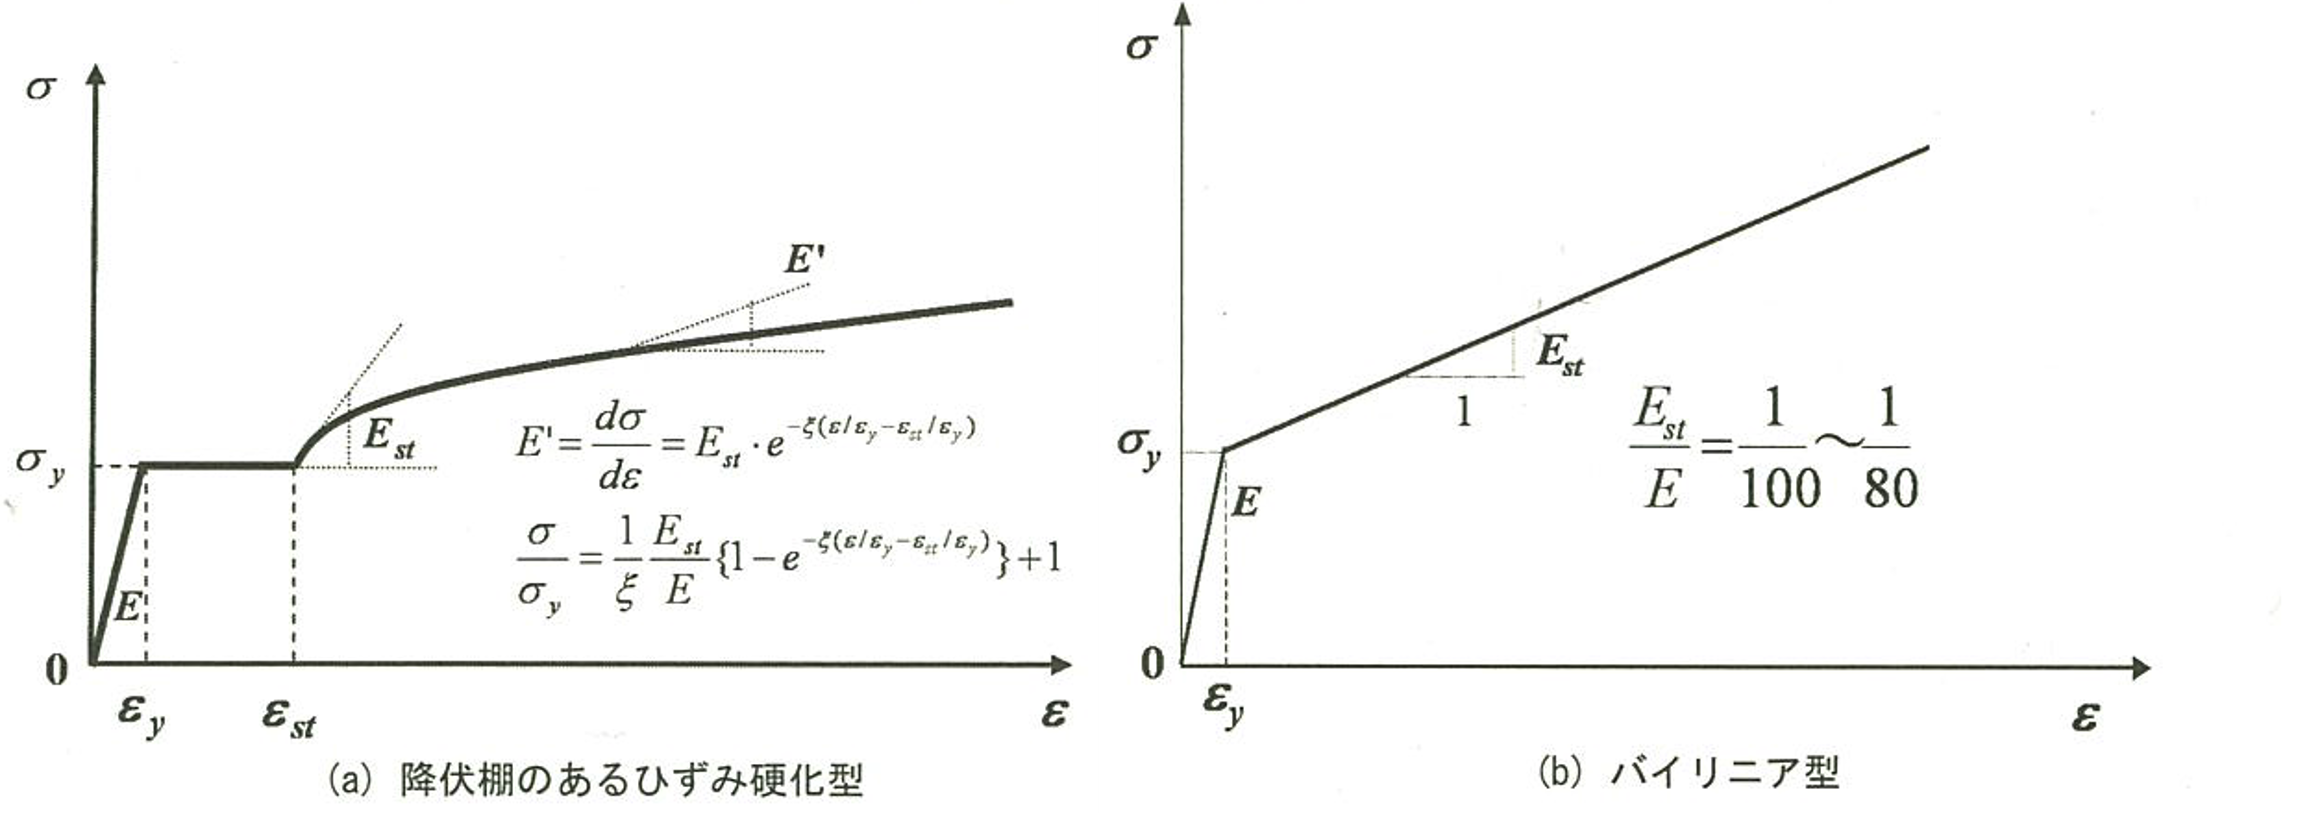 σ
E'
E_st
σ_y
E' = dσ/dε = E_st · e^{-ξ(ε/ε_y - ε_st/ε_y)}
σ/σ_y = (1/ξ)(E_st/E){1 - e^{-ξ(ε/ε_y - ε_st/ε_y)}} + 1
E
0
ε_y
ε_st
ε
(a) 降伏棚のあるひずみ硬化型
σ
E_st
1
σ_y
E
E_st/E = 1/100 ~ 1/80
0
ε_y
ε
(b) バイリニア型